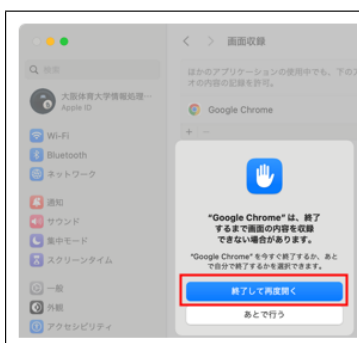 画面収録
検索
ほかのアプリケーションの使用中でも、下のア
オの内容の記録を許可。
大阪体育大学情報処理…
Apple ID
Google Chrome
+ −
Wi-Fi
Bluetooth
ネットワーク
通知
サウンド
集中モード
スクリーンタイム
一般
外観
アクセシビリティ
"Google Chrome"は、終了
するまで画面の内容を収録
できない場合があります。
"Google Chrome"を今すぐ終了するか、あと
で自分で終了するかを選択できます。
終了して再度開く
あとで行う